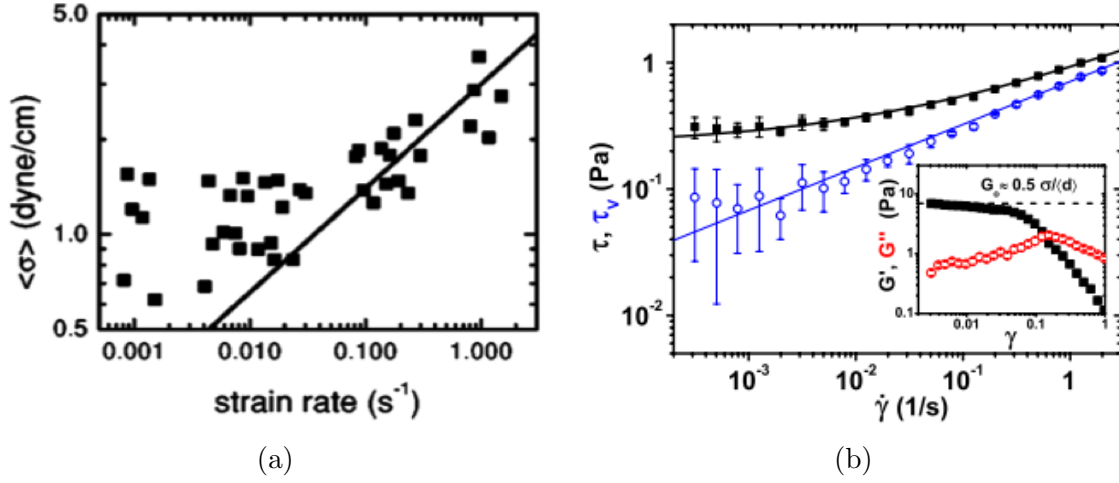 5.0
1.0
0.5
<σ> (dyne/cm)
0.001 0.010 0.100 1.000
strain rate (s⁻¹)
(a)
1
10⁻¹
10⁻²
τ, τᵥ (Pa)
10⁻³ 10⁻² 10⁻¹ 1
γ̇ (1/s)
10
1
0.1
G', G'' (Pa)
G₀ ≈ 0.5 σ/⟨d⟩
0.01 0.1 1
γ
(b)